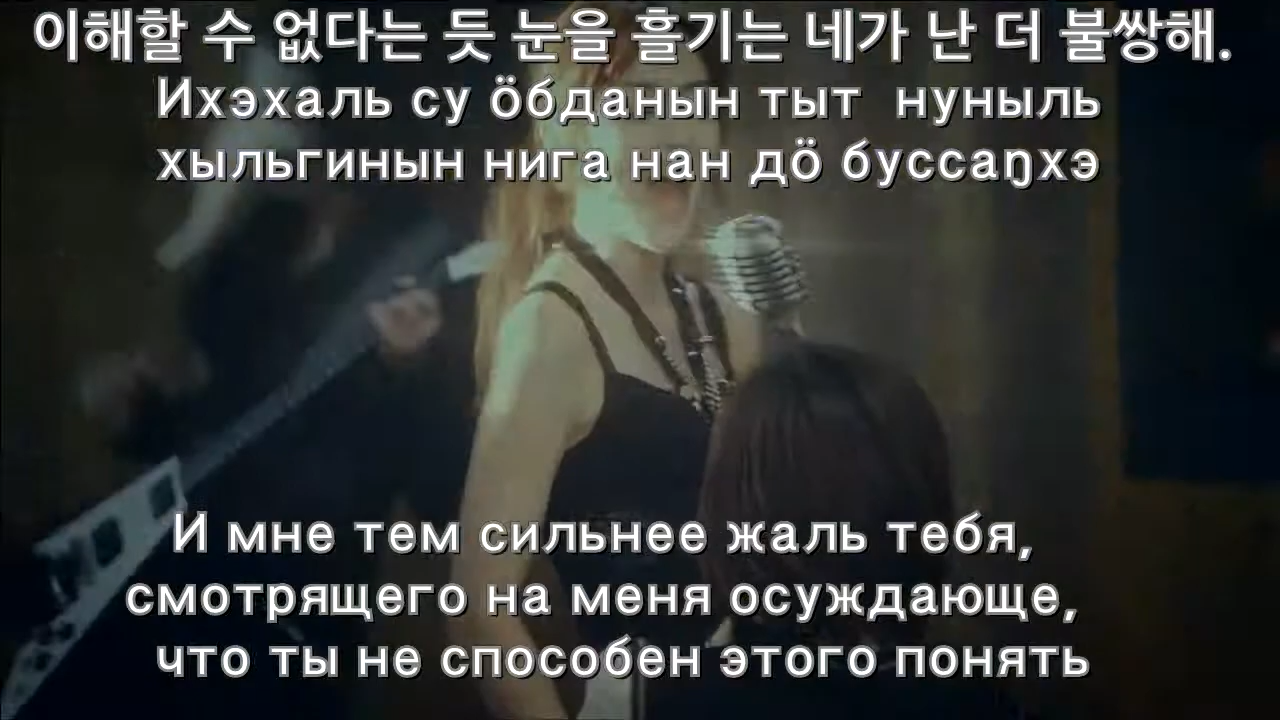 이해할 수 없다는 듯 눈을 흘기는 네가 난 더 불쌍해.
Ихэхаль су öбданын тыт нуныль
хыльгинын нига нан дö буссаŋхэ
И мне тем сильнее жаль тебя,
смотрящего на меня осуждающе,
что ты не способен этого понять